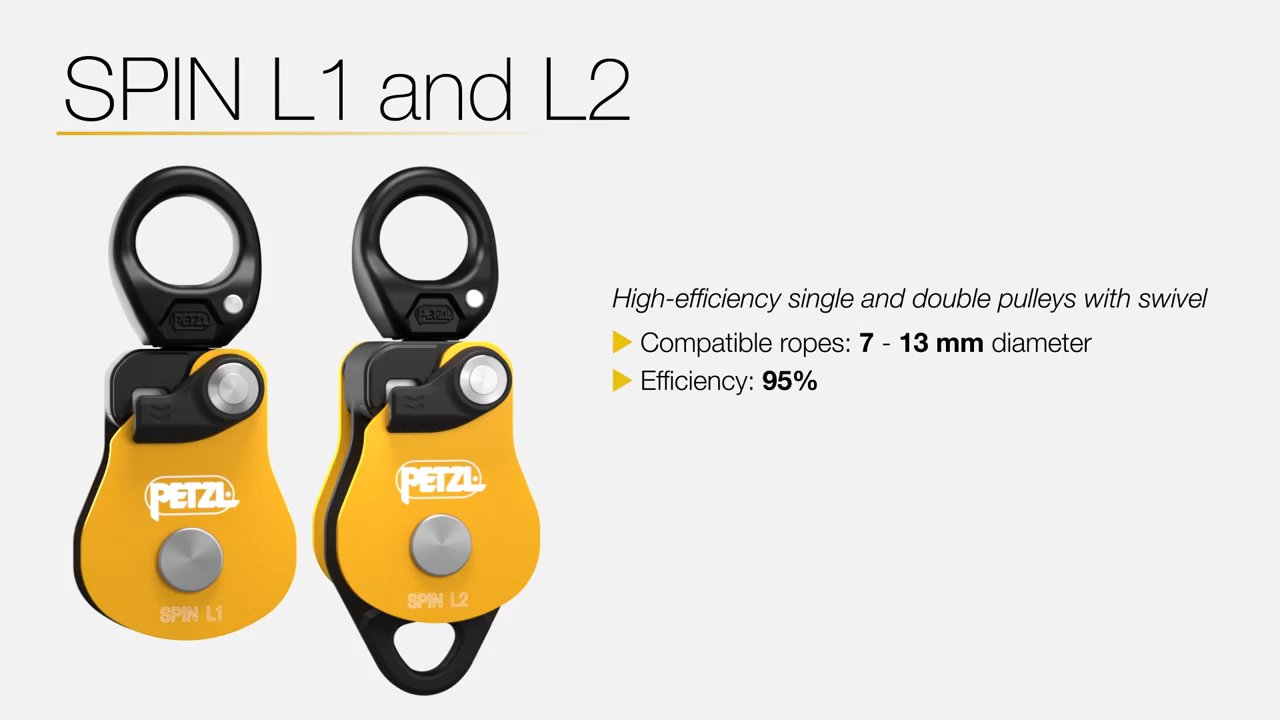 SPIN L1 and L2
PETZL
PETZL
High-efficiency single and double pulleys with swivel
Compatible ropes: 7 - 13 mm diameter
Efficiency: 95%
PETZL
PETZL
SPIN L1
SPIN L2